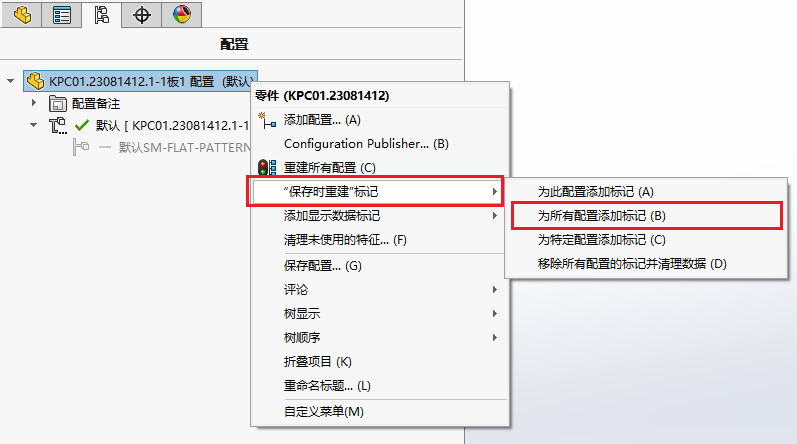 配置
KPC01.23081412.1-1板1 配置 (默认)
配置备注
默认 [ KPC01.23081412.1-1
默认SM-FLAT-PATTERN
零件 (KPC01.23081412)
添加配置... (A)
Configuration Publisher... (B)
重建所有配置 (C)
“保存时重建”标记
添加显示数据标记
清理未使用的特征... (F)
保存配置... (G)
评论
树显示
树顺序
折叠项目 (K)
重命名标题... (L)
自定义菜单(M)
为此配置添加标记 (A)
为所有配置添加标记 (B)
为特定配置添加标记 (C)
移除所有配置的标记并清理数据 (D)